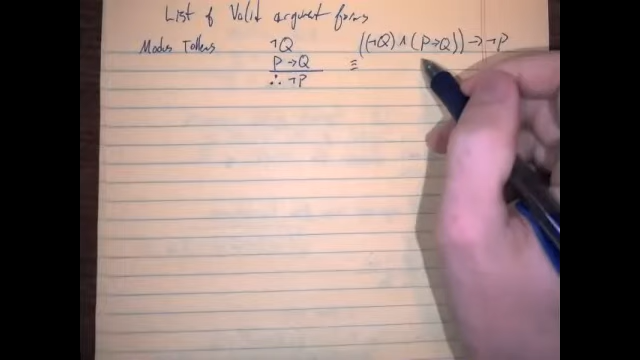 List of Valid argument forms
Modus Tollens ¬Q ((¬Q) ∧ (P→Q)) → ¬P
P→Q ≡
∴ ¬P